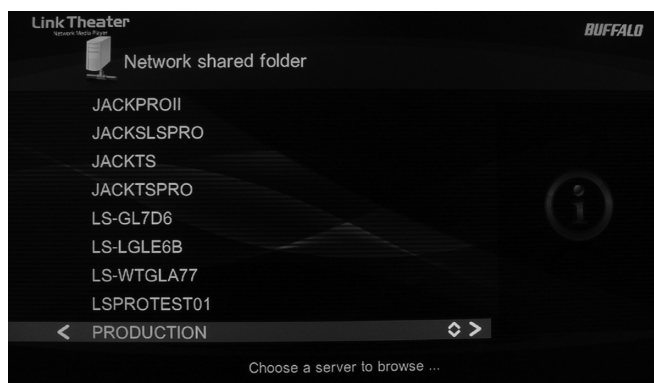 LinkTheater
Network Media Player
BUFFALO
Network shared folder
JACKPROII
JACKSLSPRO
JACKTS
JACKTSPRO
LS-GL7D6
LS-LGLE6B
LS-WTGLA77
LSPROTEST01
< PRODUCTION >
Choose a server to browse ...